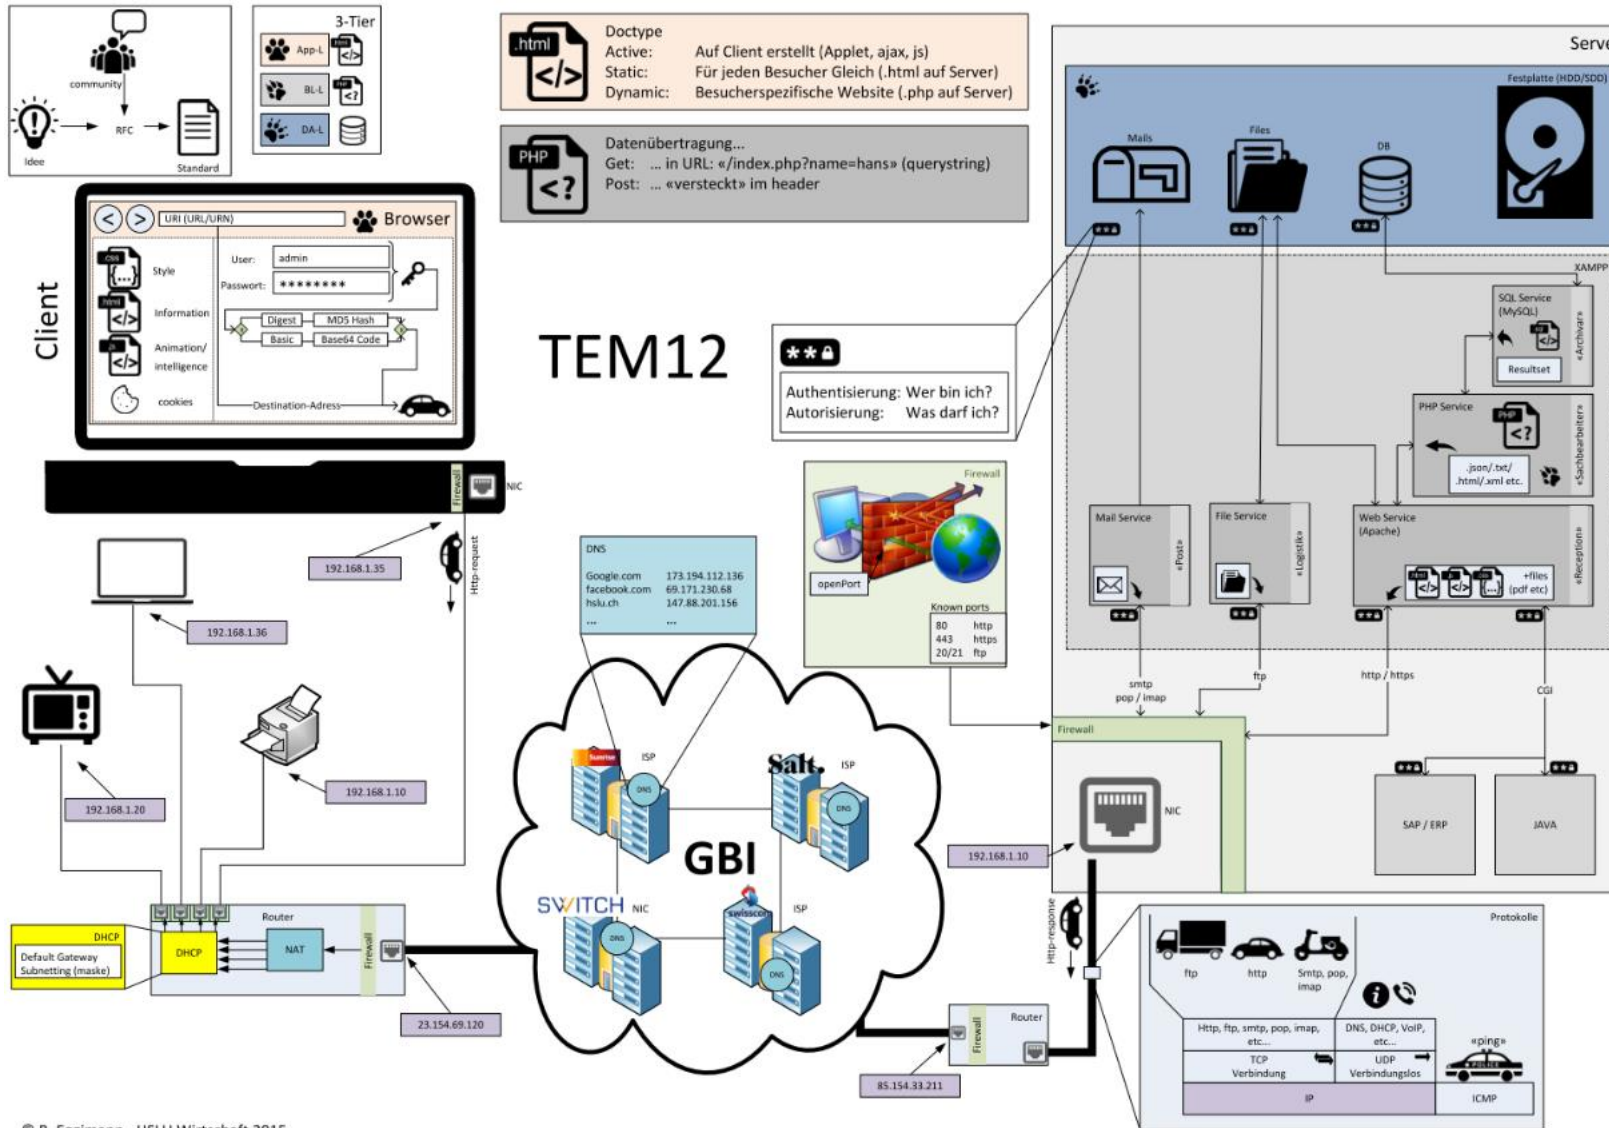 community
Idee
RFC
Standard
3-Tier
App-L
BL-L
DA-L
.html
Doctype
Active: Auf Client erstellt (Applet, ajax, js)
Static: Für jeden Besucher Gleich (.html auf Server)
Dynamic: Besucherspezifische Website (.php auf Server)
PHP
Datenübertragung...
Get: ... in URL: «/index.php?name=hans» (querystring)
Post: ... «versteckt» im header
Client
URI (URL/URN)
Browser
Style
Information
Animation/
intelligence
cookies
User: admin
Passwort: ********
Digest
MD5 Hash
Basic
Base64 Code
Destination-Adress
Firewall
NIC
192.168.1.35
Http-request
192.168.1.36
192.168.1.20
192.168.1.10
DHCP
Default Gateway
Subnetting (maske)
Router
DHCP
NAT
Firewall
23.154.69.120
TEM12
**
Authentisierung: Wer bin ich?
Autorisierung: Was darf ich?
DNS
Google.com 173.194.112.136
facebook.com 69.171.230.68
hslu.ch 147.88.201.156
... ...
Firewall
openPort
Known ports
80 http
443 https
20/21 ftp
GBI
Sunrise
ISP
DNS
Salt.
ISP
DNS
SWITCH
NIC
DNS
swisscom
ISP
DNS
Router
Firewall
85.154.33.211
Http-response
192.168.1.10
Serve
Festplatte (HDD/SDD)
Mails
Files
DB
XAMPP
SQL Service
(MySQL)
Resultset
«Archivar»
PHP Service
PHP
.json/.txt/
.html/.xml etc.
«Sachbearbeiter»
Mail Service
«Post»
File Service
«Logistik»
Web Service
(Apache)
+files
(pdf etc)
«Reception»
smtp
pop / imap
ftp
http / https
CGI
Firewall
NIC
SAP / ERP
JAVA
Protokolle
ftp
http
Smtp, pop,
imap
Http, ftp, smtp, pop, imap,
etc...
DNS, DHCP, VoIP,
etc...
TCP
Verbindung
UDP
Verbindungslos
«ping»
POLICE
IP
ICMP